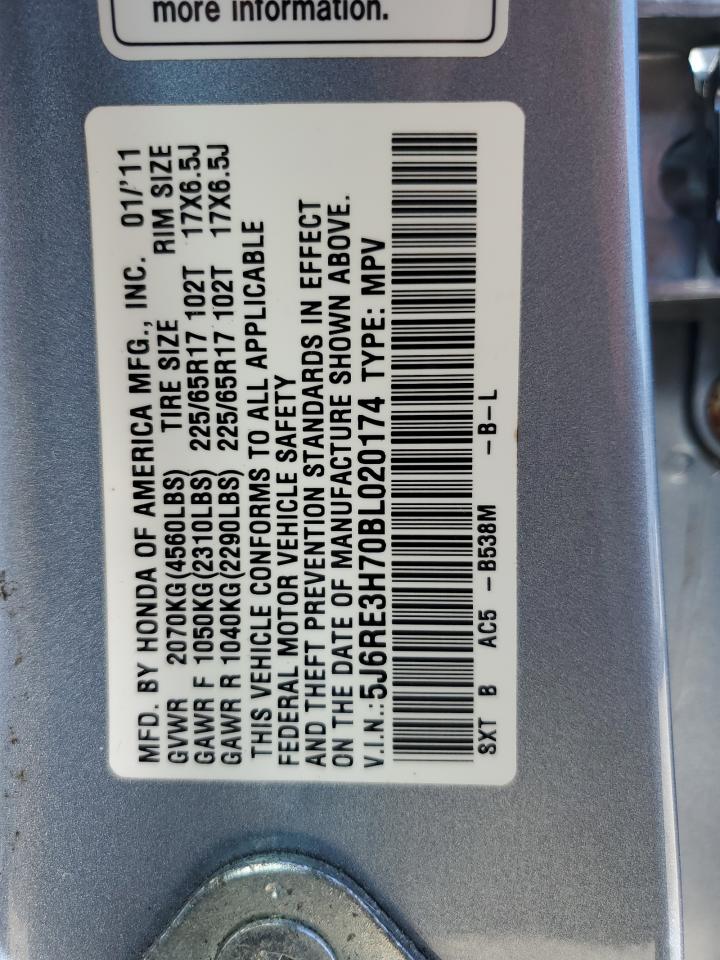 more information.
MFD. BY HONDA OF AMERICA MFG., INC. 01/'11
GVWR 2070KG(4560LBS) TIRE SIZE RIM SIZE
GAWR F 1050KG(2310LBS) 225/65R17 102T 17X6.5J
GAWR R 1040KG(2290LBS) 225/65R17 102T 17X6.5J
THIS VEHICLE CONFORMS TO ALL APPLICABLE
FEDERAL MOTOR VEHICLE SAFETY
AND THEFT PREVENTION STANDARDS IN EFFECT
ON THE DATE OF MANUFACTURE SHOWN ABOVE.
V.I.N.:5J6RE3H70BL020174 TYPE: MPV
SXT B AC5 -B538M -B-L